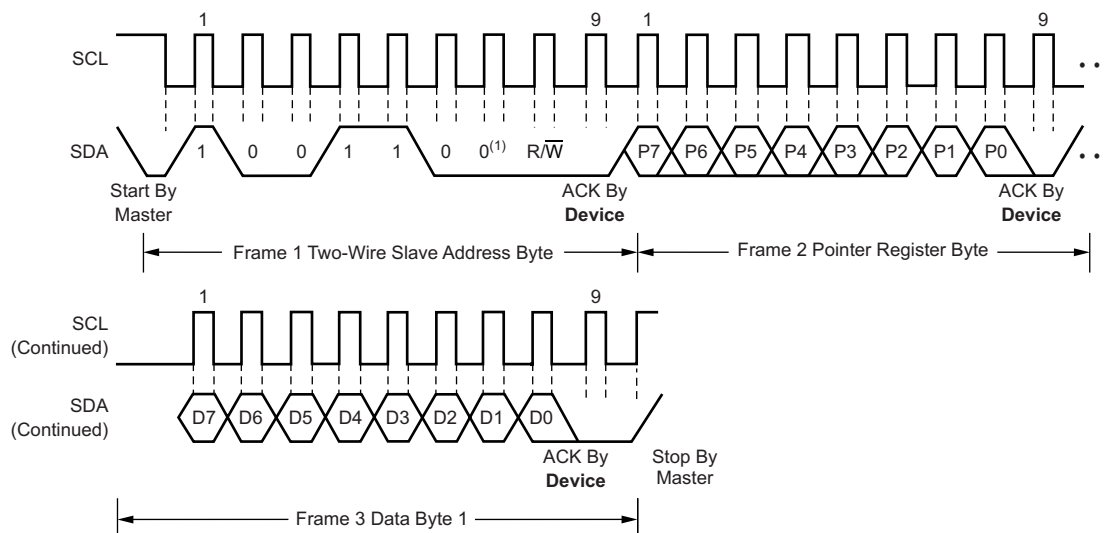 1 9 1 9
SCL
SDA 1 0 0 1 1 0 0(1) R/W̅ P7 P6 P5 P4 P3 P2 P1 P0
Start By
Master
ACK By
Device
ACK By
Device
Frame 1 Two-Wire Slave Address Byte
Frame 2 Pointer Register Byte
1 9
SCL
(Continued)
SDA
(Continued)
D7 D6 D5 D4 D3 D2 D1 D0
ACK By
Device
Stop By
Master
Frame 3 Data Byte 1